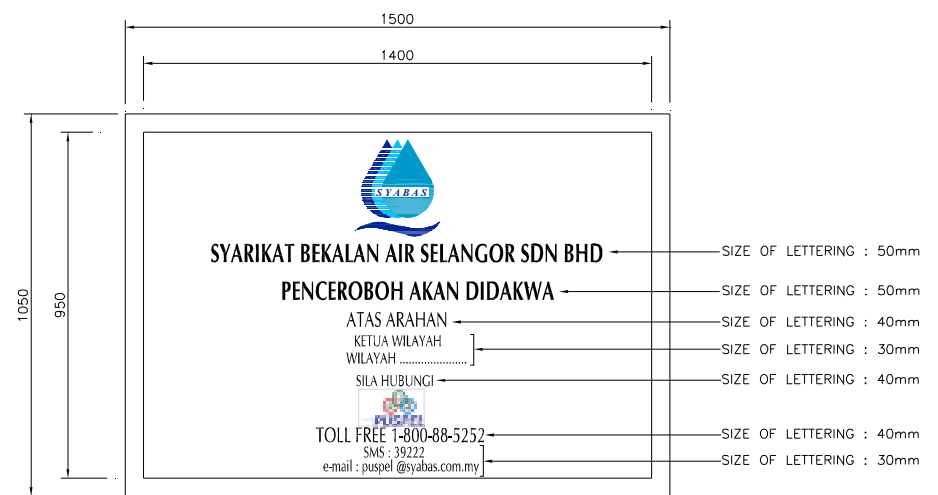 1500
1400
1050
950
SYABAS
SYARIKAT BEKALAN AIR SELANGOR SDN BHD
SIZE OF LETTERING : 50mm
PENCEROBOH AKAN DIDAKWA
SIZE OF LETTERING : 50mm
ATAS ARAHAN
SIZE OF LETTERING : 40mm
KETUA WILAYAH
WILAYAH ......................
SIZE OF LETTERING : 30mm
SILA HUBUNGI
SIZE OF LETTERING : 40mm
PUSPEL
TOLL FREE 1-800-88-5252
SIZE OF LETTERING : 40mm
SMS : 39222
e-mail : puspel @syabas.com.my
SIZE OF LETTERING : 30mm